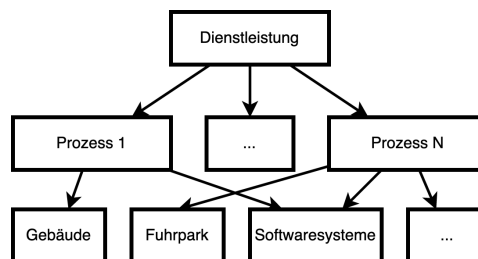 Dienstleistung
Prozess 1
...
Prozess N
Gebäude
Fuhrpark
Softwaresysteme
...